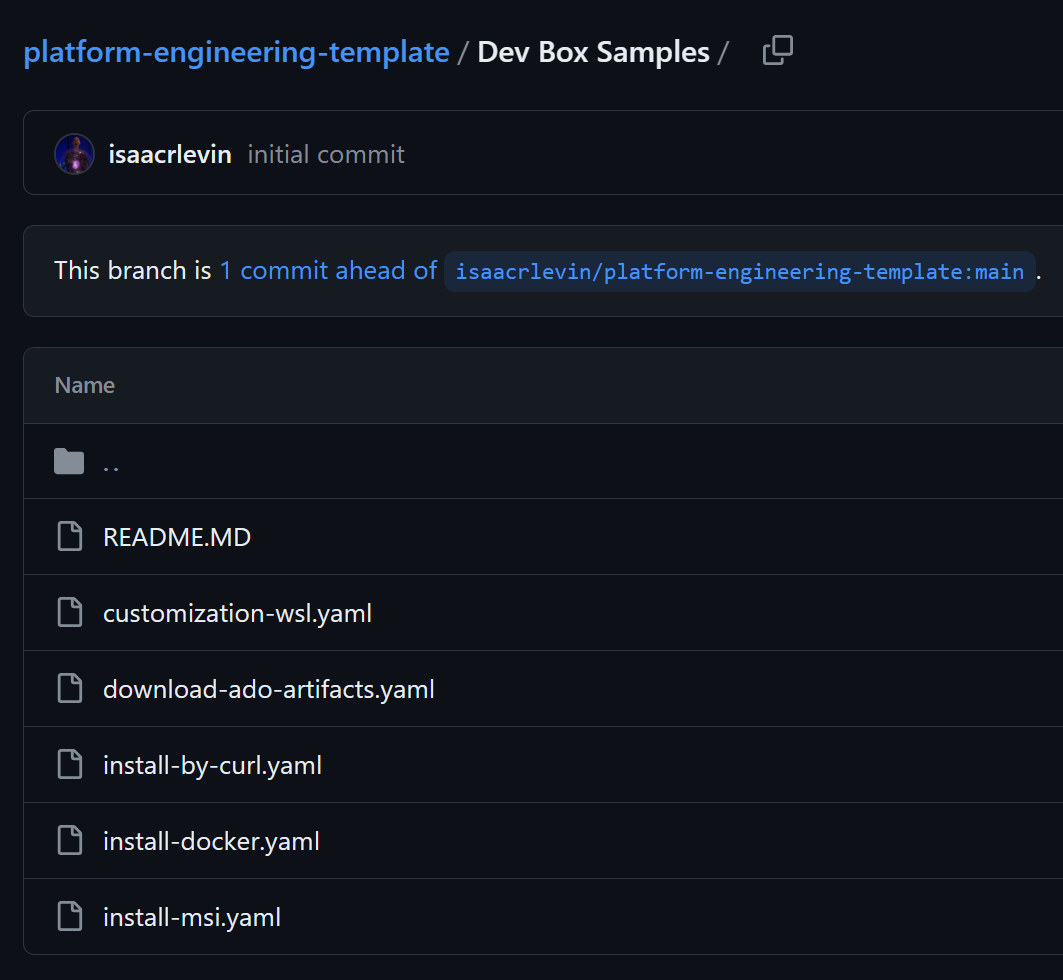 platform-engineering-template / Dev Box Samples /
isaacrlevin initial commit
This branch is 1 commit ahead of isaacrlevin/platform-engineering-template:main .
Name
..
README.MD
customization-wsl.yaml
download-ado-artifacts.yaml
install-by-curl.yaml
install-docker.yaml
install-msi.yaml